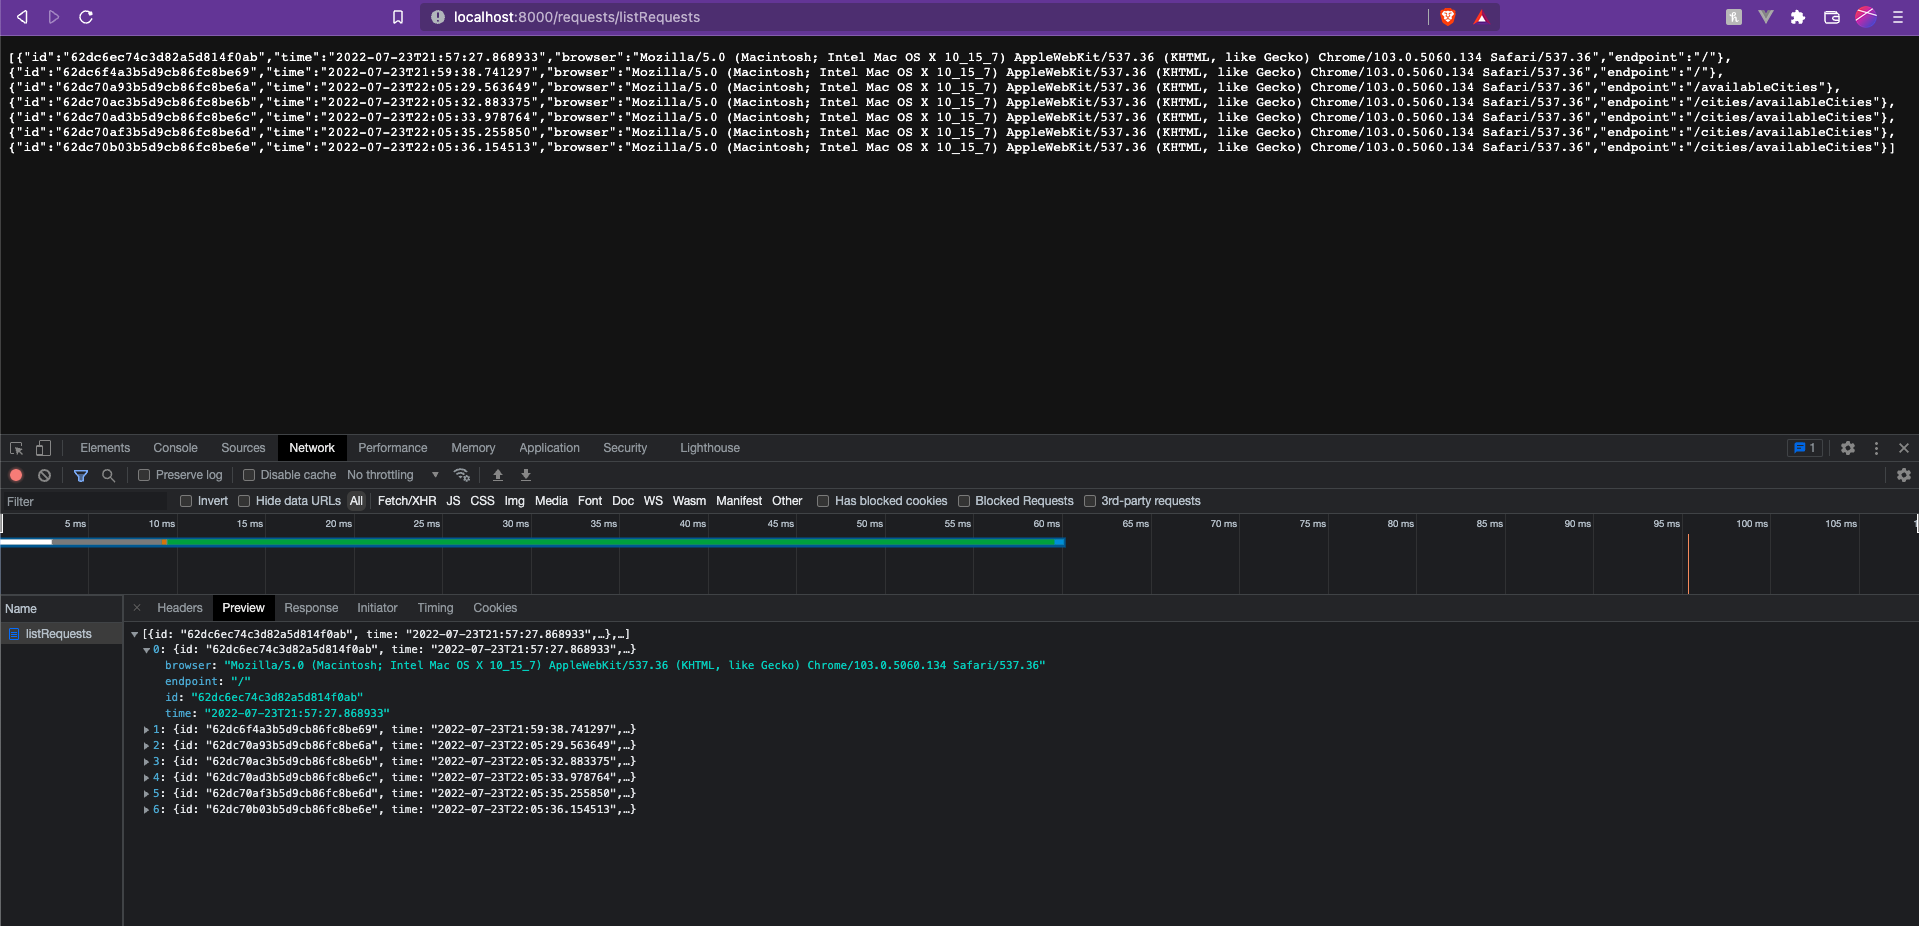 localhost:8000/requests/listRequests
[{"id":"62dc6ec74c3d82a5d814f0ab","time":"2022-07-23T21:57:27.868933","browser":"Mozilla/5.0 (Macintosh; Intel Mac OS X 10_15_7) AppleWebKit/537.36 (KHTML, like Gecko) Chrome/103.0.5060.134 Safari/537.36","endpoint":"/"},
{"id":"62dc6f4a3b5d9cb86fc8be69","time":"2022-07-23T21:59:38.741297","browser":"Mozilla/5.0 (Macintosh; Intel Mac OS X 10_15_7) AppleWebKit/537.36 (KHTML, like Gecko) Chrome/103.0.5060.134 Safari/537.36","endpoint":"/"},
{"id":"62dc70a93b5d9cb86fc8be6a","time":"2022-07-23T22:05:29.563649","browser":"Mozilla/5.0 (Macintosh; Intel Mac OS X 10_15_7) AppleWebKit/537.36 (KHTML, like Gecko) Chrome/103.0.5060.134 Safari/537.36","endpoint":"/availableCities"},
{"id":"62dc70ac3b5d9cb86fc8be6b","time":"2022-07-23T22:05:32.883375","browser":"Mozilla/5.0 (Macintosh; Intel Mac OS X 10_15_7) AppleWebKit/537.36 (KHTML, like Gecko) Chrome/103.0.5060.134 Safari/537.36","endpoint":"/cities/availableCities"},
{"id":"62dc70ad3b5d9cb86fc8be6c","time":"2022-07-23T22:05:33.978764","browser":"Mozilla/5.0 (Macintosh; Intel Mac OS X 10_15_7) AppleWebKit/537.36 (KHTML, like Gecko) Chrome/103.0.5060.134 Safari/537.36","endpoint":"/cities/availableCities"},
{"id":"62dc70af3b5d9cb86fc8be6d","time":"2022-07-23T22:05:35.255850","browser":"Mozilla/5.0 (Macintosh; Intel Mac OS X 10_15_7) AppleWebKit/537.36 (KHTML, like Gecko) Chrome/103.0.5060.134 Safari/537.36","endpoint":"/cities/availableCities"},
{"id":"62dc70b03b5d9cb86fc8be6e","time":"2022-07-23T22:05:36.154513","browser":"Mozilla/5.0 (Macintosh; Intel Mac OS X 10_15_7) AppleWebKit/537.36 (KHTML, like Gecko) Chrome/103.0.5060.134 Safari/537.36","endpoint":"/cities/availableCities"}]
Elements Console Sources Network Performance Memory Application Security Lighthouse 1
Preserve log Disable cache No throttling
Filter Invert Hide data URLs All Fetch/XHR JS CSS Img Media Font Doc WS Wasm Manifest Other Has blocked cookies Blocked Requests 3rd-party requests
5 ms 10 ms 15 ms 20 ms 25 ms 30 ms 35 ms 40 ms 45 ms 50 ms 55 ms 60 ms 65 ms 70 ms 75 ms 80 ms 85 ms 90 ms 95 ms 100 ms 105 ms
Name Headers Preview Response Initiator Timing Cookies
listRequests
[{id: "62dc6ec74c3d82a5d814f0ab", time: "2022-07-23T21:57:27.868933",…},…]
0: {id: "62dc6ec74c3d82a5d814f0ab", time: "2022-07-23T21:57:27.868933",…}
browser: "Mozilla/5.0 (Macintosh; Intel Mac OS X 10_15_7) AppleWebKit/537.36 (KHTML, like Gecko) Chrome/103.0.5060.134 Safari/537.36"
endpoint: "/"
id: "62dc6ec74c3d82a5d814f0ab"
time: "2022-07-23T21:57:27.868933"
1: {id: "62dc6f4a3b5d9cb86fc8be69", time: "2022-07-23T21:59:38.741297",…}
2: {id: "62dc70a93b5d9cb86fc8be6a", time: "2022-07-23T22:05:29.563649",…}
3: {id: "62dc70ac3b5d9cb86fc8be6b", time: "2022-07-23T22:05:32.883375",…}
4: {id: "62dc70ad3b5d9cb86fc8be6c", time: "2022-07-23T22:05:33.978764",…}
5: {id: "62dc70af3b5d9cb86fc8be6d", time: "2022-07-23T22:05:35.255850",…}
6: {id: "62dc70b03b5d9cb86fc8be6e", time: "2022-07-23T22:05:36.154513",…}